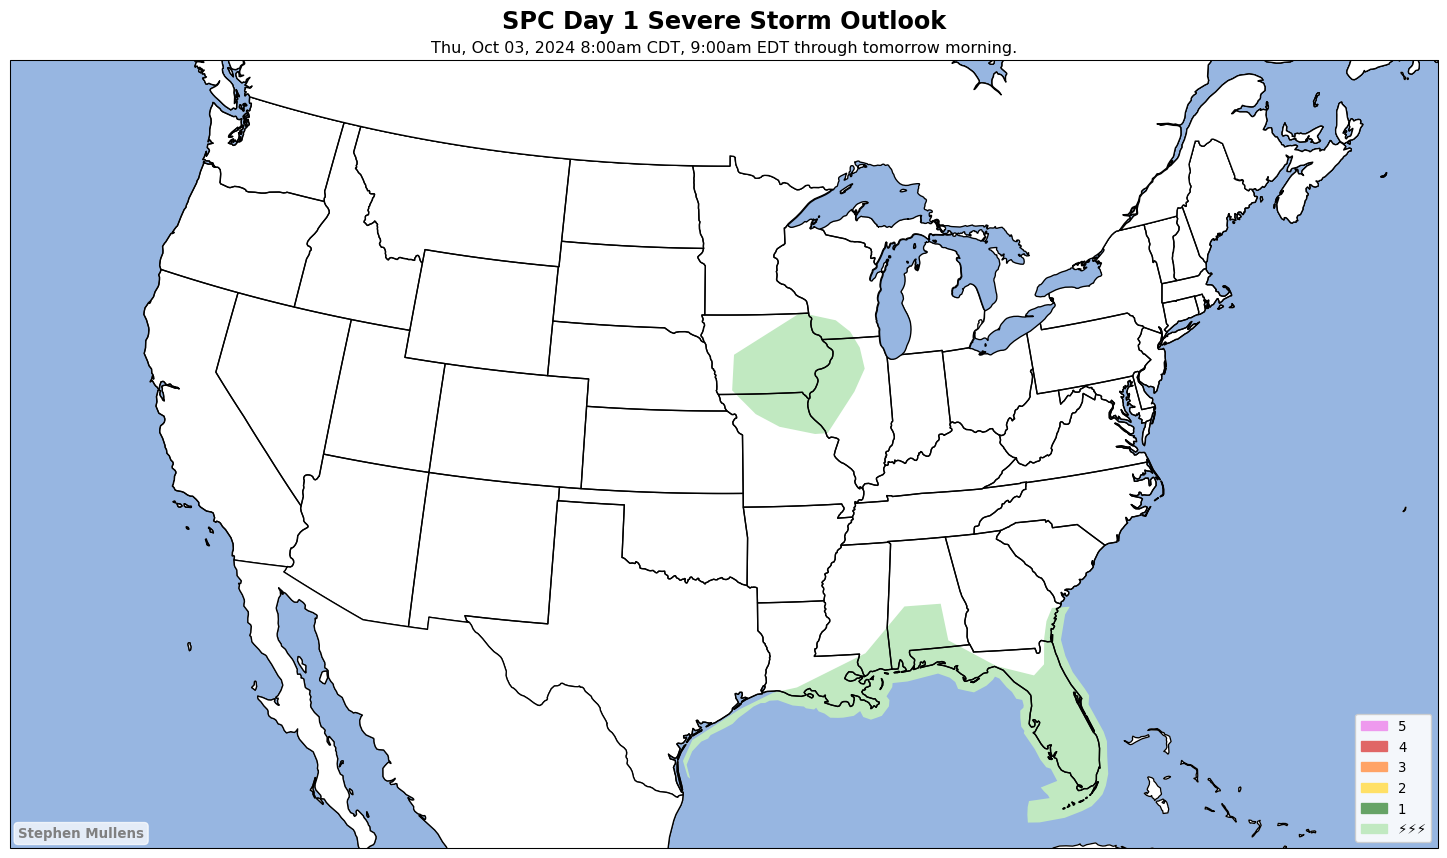 SPC Day 1 Severe Storm Outlook
Thu, Oct 03, 2024 8:00am CDT, 9:00am EDT through tomorrow morning.
5
4
3
2
1
⚡⚡⚡
Stephen Mullens